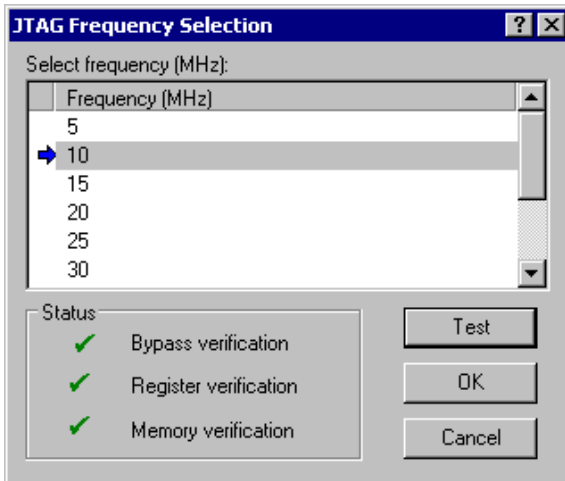 JTAG Frequency Selection
Select frequency (MHz):
Frequency (MHz)
5
10
15
20
25
30
Status
Bypass verification
Register verification
Memory verification
Test
OK
Cancel